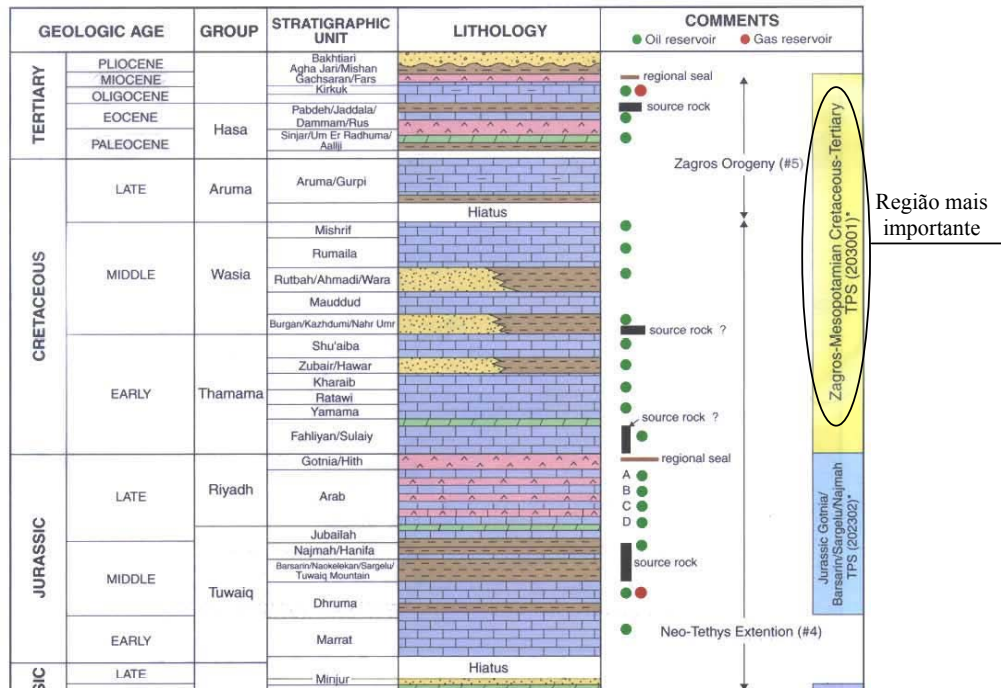 GEOLOGIC AGE
GROUP
STRATIGRAPHIC
UNIT
LITHOLOGY
COMMENTS
Oil reservoir
Gas reservoir
TERTIARY
PLIOCENE
MIOCENE
OLIGOCENE
EOCENE
PALEOCENE
Hasa
Bakhtiari
Agha Jari/Mishan
Gachsaran/Fars
Kirkuk
Pabdeh/Jaddala/
Dammam/Rus
Sinjar/Um Er Radhuma/
Aaliji
regional seal
source rock
Zagros Orogeny (#5)
CRETACEOUS
LATE
Aruma
Aruma/Gurpi
Hiatus
MIDDLE
Wasia
Mishrif
Rumaila
Rutbah/Ahmadi/Wara
Mauddud
Burgan/Kazhdumi/Nahr Umr
source rock ?
EARLY
Thamama
Shu'aiba
Zubair/Hawar
Kharaib
Ratawi
Yamama
Fahliyan/Sulaiy
source rock ?
JURASSIC
LATE
Riyadh
Gotnia/Hith
Arab
regional seal
A
B
C
D
MIDDLE
Tuwaiq
Jubailah
Najmah/Hanifa
Barsarin/Naokelekan/Sargelu/
Tuwaiq Mountain
Dhruma
source rock
EARLY
Marrat
Neo-Tethys Extention (#4)
SIC
LATE
Minjur
Hiatus
Zagros-Mesopotamian Cretaceous-Tertiary
TPS (203001)*
Jurassic Gotnia/
Barsarin/Sargelu/Najmah
TPS (202302)*
Região mais
importante